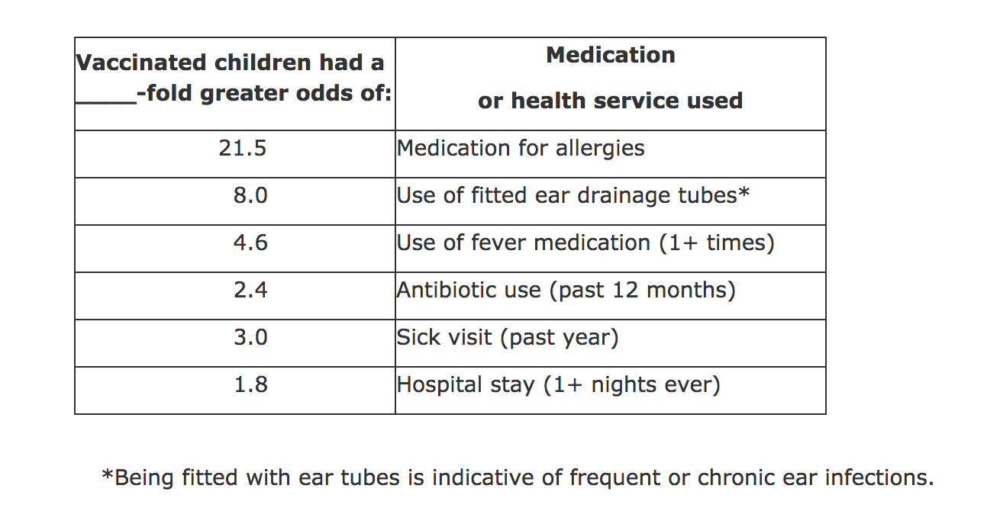 Vaccinated children had a
____-fold greater odds of:
Medication
or health service used
21.5 Medication for allergies
8.0 Use of fitted ear drainage tubes*
4.6 Use of fever medication (1+ times)
2.4 Antibiotic use (past 12 months)
3.0 Sick visit (past year)
1.8 Hospital stay (1+ nights ever)
*Being fitted with ear tubes is indicative of frequent or chronic ear infections.